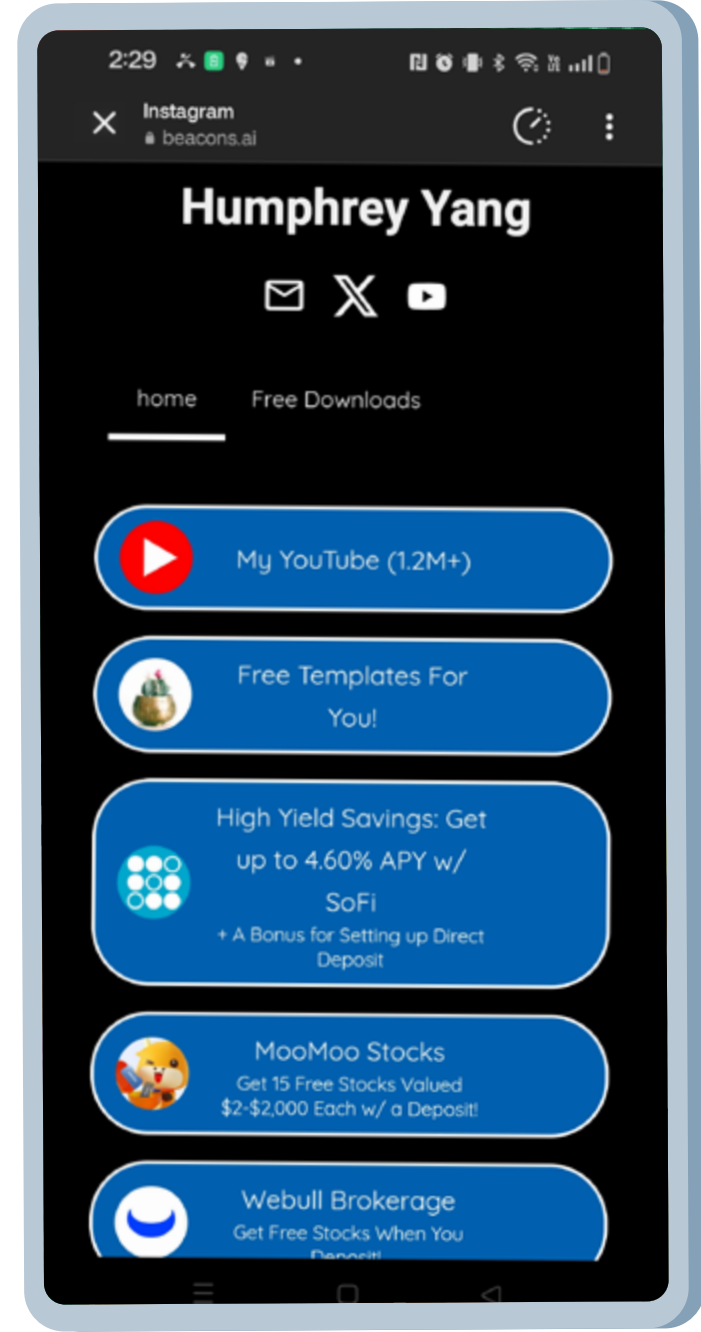 2:29
Instagram
beacons.ai
Humphrey Yang
home Free Downloads
My YouTube (1.2M+)
Free Templates For
You!
High Yield Savings: Get
up to 4.60% APY w/
SoFi
+ A Bonus for Setting up Direct
Deposit
MooMoo Stocks
Get 15 Free Stocks Valued
$2-$2,000 Each w/ a Deposit!
Webull Brokerage
Get Free Stocks When You
Deposit!